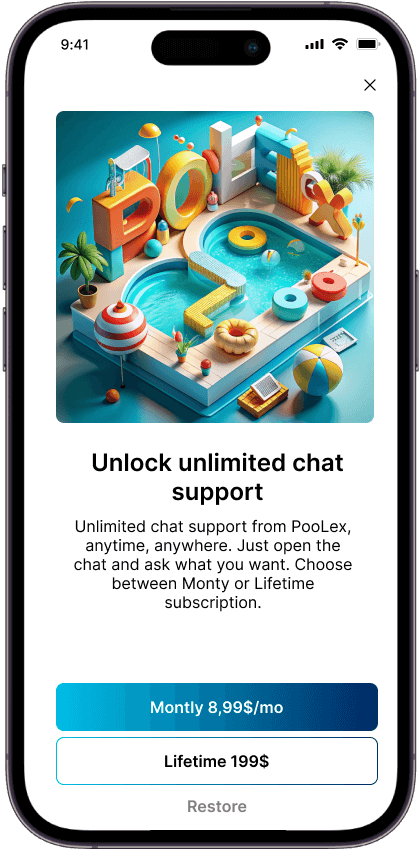 9:41
POLEX
Unlock unlimited chat
support
Unlimited chat support from PooLex,
anytime, anywhere. Just open the
chat and ask what you want. Choose
between Monty or Lifetime
subscription.
Montly 8,99$/mo
Lifetime 199$
Restore